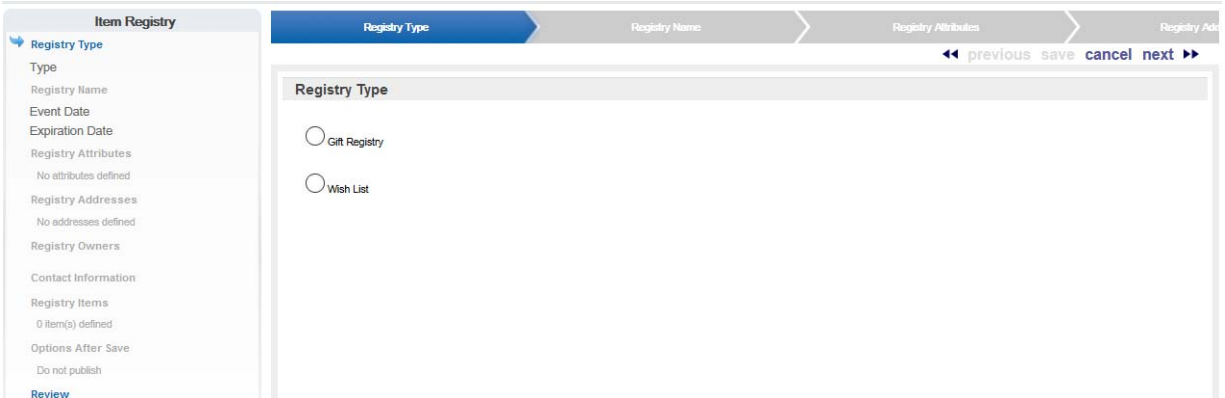 Item Registry
Registry Type
Type
Registry Name
Event Date
Expiration Date
Registry Attributes
No attributes defined
Registry Addresses
No addresses defined
Registry Owners
Contact Information
Registry Items
0 item(s) defined
Options After Save
Do not publish
Review
Registry Type
Registry Name
Registry Attributes
Registry Add
previous save cancel next
Registry Type
Gift Registry
Wish List